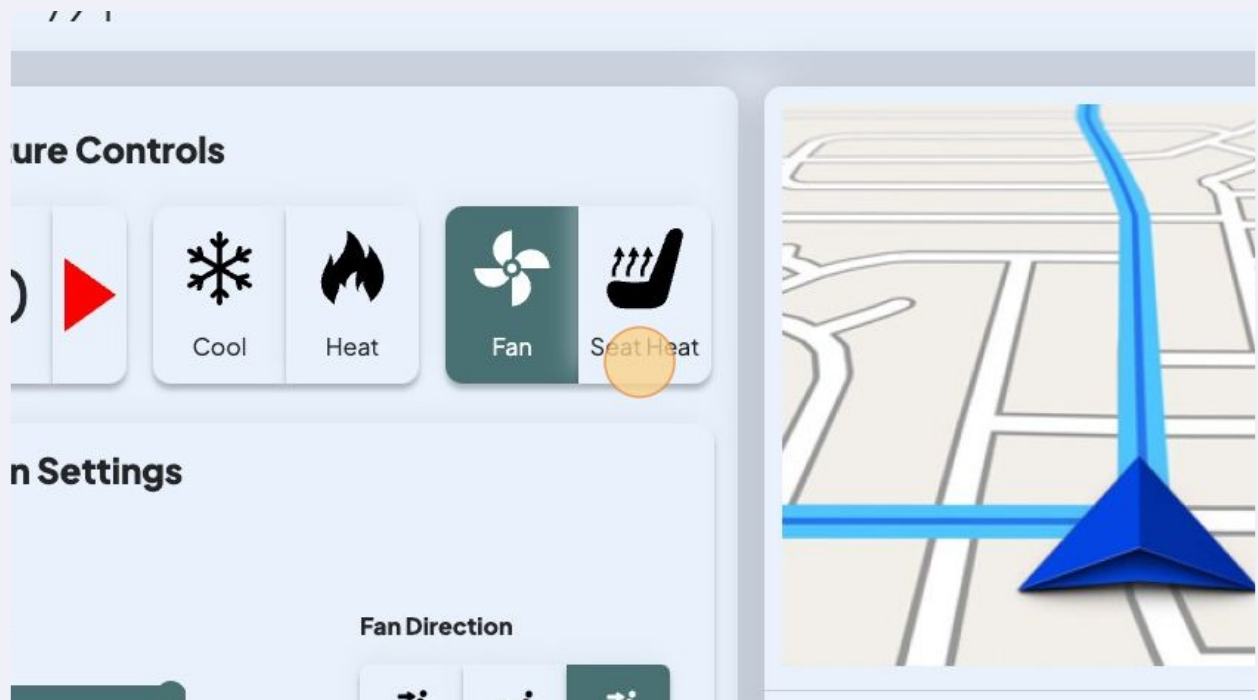 ure Controls
Cool
Heat
Fan
Seat Heat
n Settings
Fan Direction